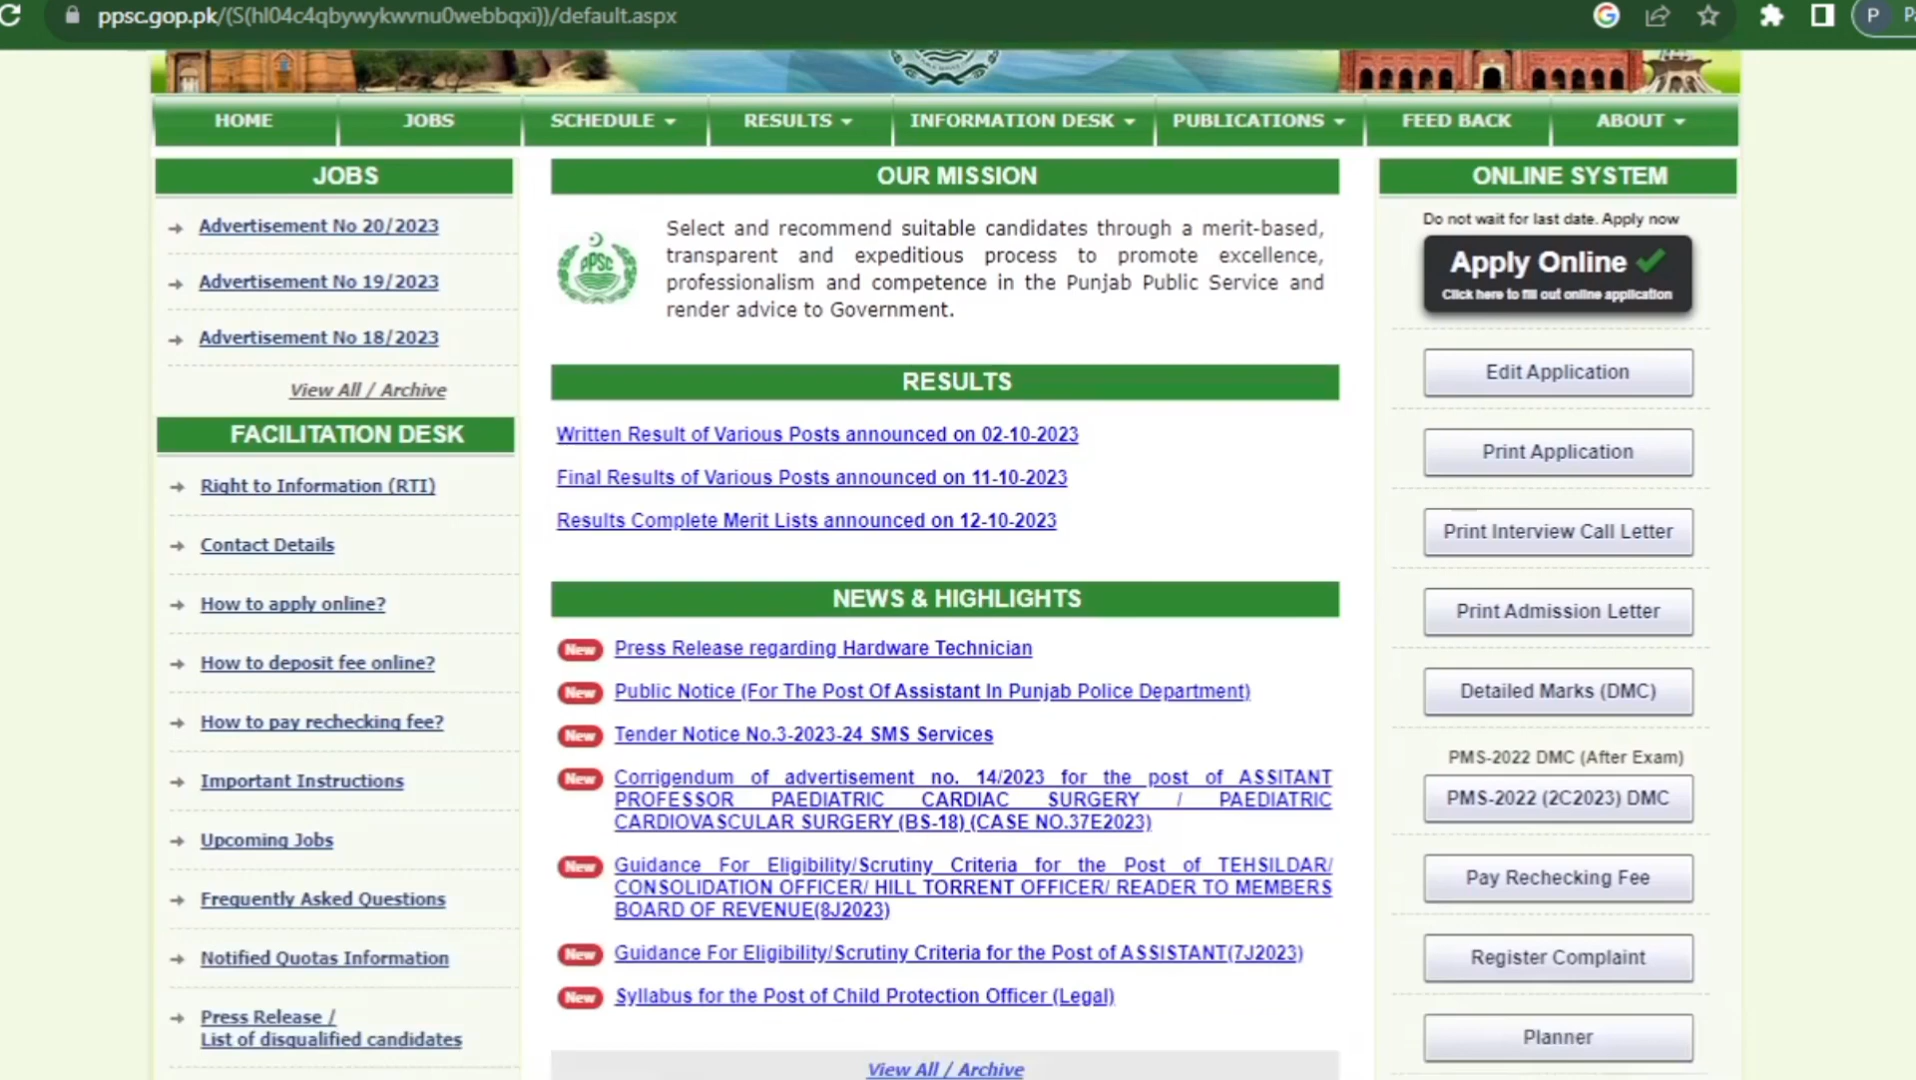 ppsc.gop.pk/(S(hl04c4qbywykwvnu0webbqxi))/default.aspx
P
HOME
JOBS
SCHEDULE
RESULTS
INFORMATION DESK
PUBLICATIONS
FEED BACK
ABOUT
JOBS
Advertisement No 20/2023
Advertisement No 19/2023
Advertisement No 18/2023
View All / Archive
FACILITATION DESK
Right to Information (RTI)
Contact Details
How to apply online?
How to deposit fee online?
How to pay rechecking fee?
Important Instructions
Upcoming Jobs
Frequently Asked Questions
Notified Quotas Information
Press Release /
List of disqualified candidates
OUR MISSION
PPSC
Select and recommend suitable candidates through a merit-based,
transparent and expeditious process to promote excellence,
professionalism and competence in the Punjab Public Service and
render advice to Government.
RESULTS
Written Result of Various Posts announced on 02-10-2023
Final Results of Various Posts announced on 11-10-2023
Results Complete Merit Lists announced on 12-10-2023
NEWS & HIGHLIGHTS
New Press Release regarding Hardware Technician
New Public Notice (For The Post Of Assistant In Punjab Police Department)
New Tender Notice No.3-2023-24 SMS Services
New Corrigendum of advertisement no. 14/2023 for the post of ASSITANT
PROFESSOR PAEDIATRIC CARDIAC SURGERY / PAEDIATRIC
CARDIOVASCULAR SURGERY (BS-18) (CASE NO.37E2023)
New Guidance For Eligibility/Scrutiny Criteria for the Post of TEHSILDAR/
CONSOLIDATION OFFICER/ HILL TORRENT OFFICER/ READER TO MEMBERS
BOARD OF REVENUE(8J2023)
New Guidance For Eligibility/Scrutiny Criteria for the Post of ASSISTANT(7J2023)
New Syllabus for the Post of Child Protection Officer (Legal)
View All / Archive
ONLINE SYSTEM
Do not wait for last date. Apply now
Apply Online
Click here to fill out online application
Edit Application
Print Application
Print Interview Call Letter
Print Admission Letter
Detailed Marks (DMC)
PMS-2022 DMC (After Exam)
PMS-2022 (2C2023) DMC
Pay Rechecking Fee
Register Complaint
Planner